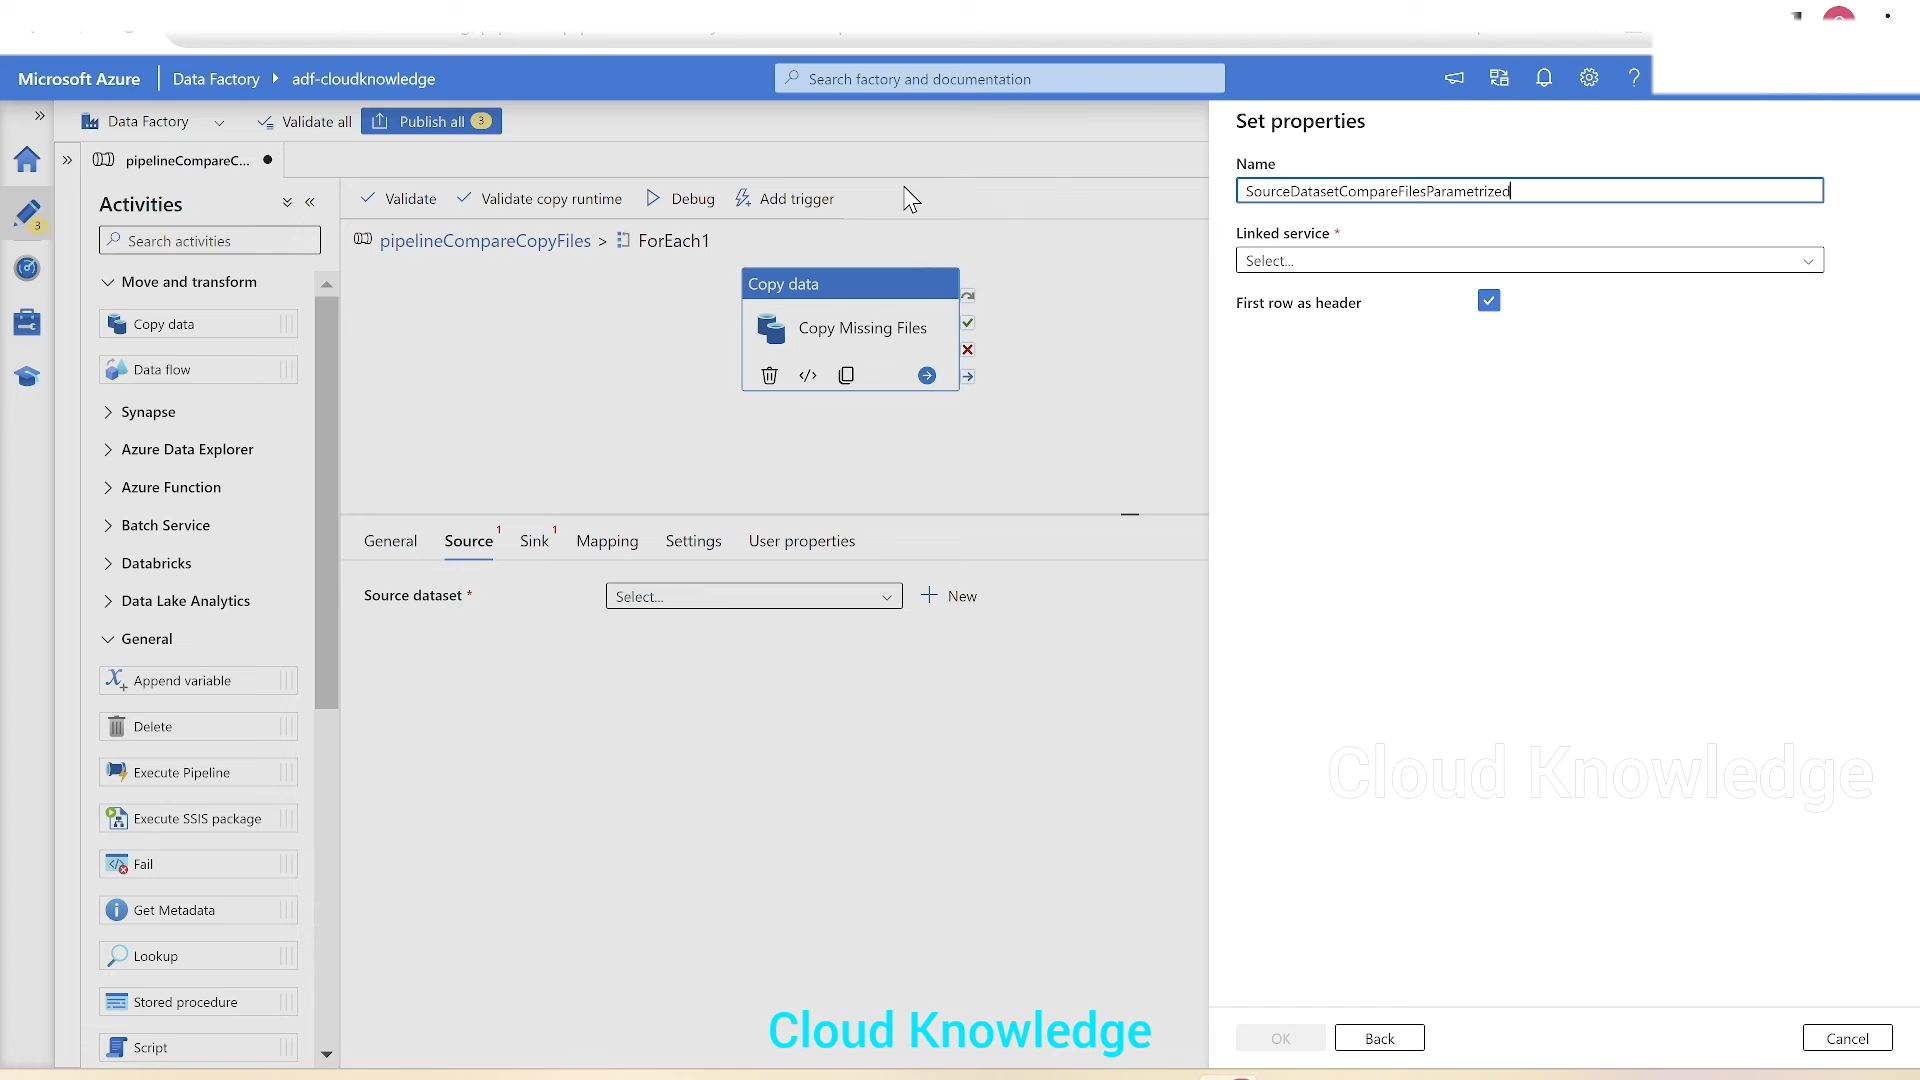 Microsoft Azure
Data Factory
adf-cloudknowledge
Search factory and documentation
Data Factory
Validate all
Publish all 3
Set properties
Name
SourceDatasetCompareFilesParametrized
Linked service *
Select...
First row as header
OK
Back
Cancel
3
pipelineCompareC...
Activities
Search activities
Move and transform
Copy data
Data flow
Synapse
Azure Data Explorer
Azure Function
Batch Service
Databricks
Data Lake Analytics
General
Append variable
Delete
Execute Pipeline
Execute SSIS package
Fail
Get Metadata
Lookup
Stored procedure
Script
Validate
Validate copy runtime
Debug
Add trigger
pipelineCompareCopyFiles > ForEach1
Copy data
Copy Missing Files
General
Source 1
Sink 1
Mapping
Settings
User properties
Source dataset *
Select...
New
Cloud Knowledge
Cloud Knowledge